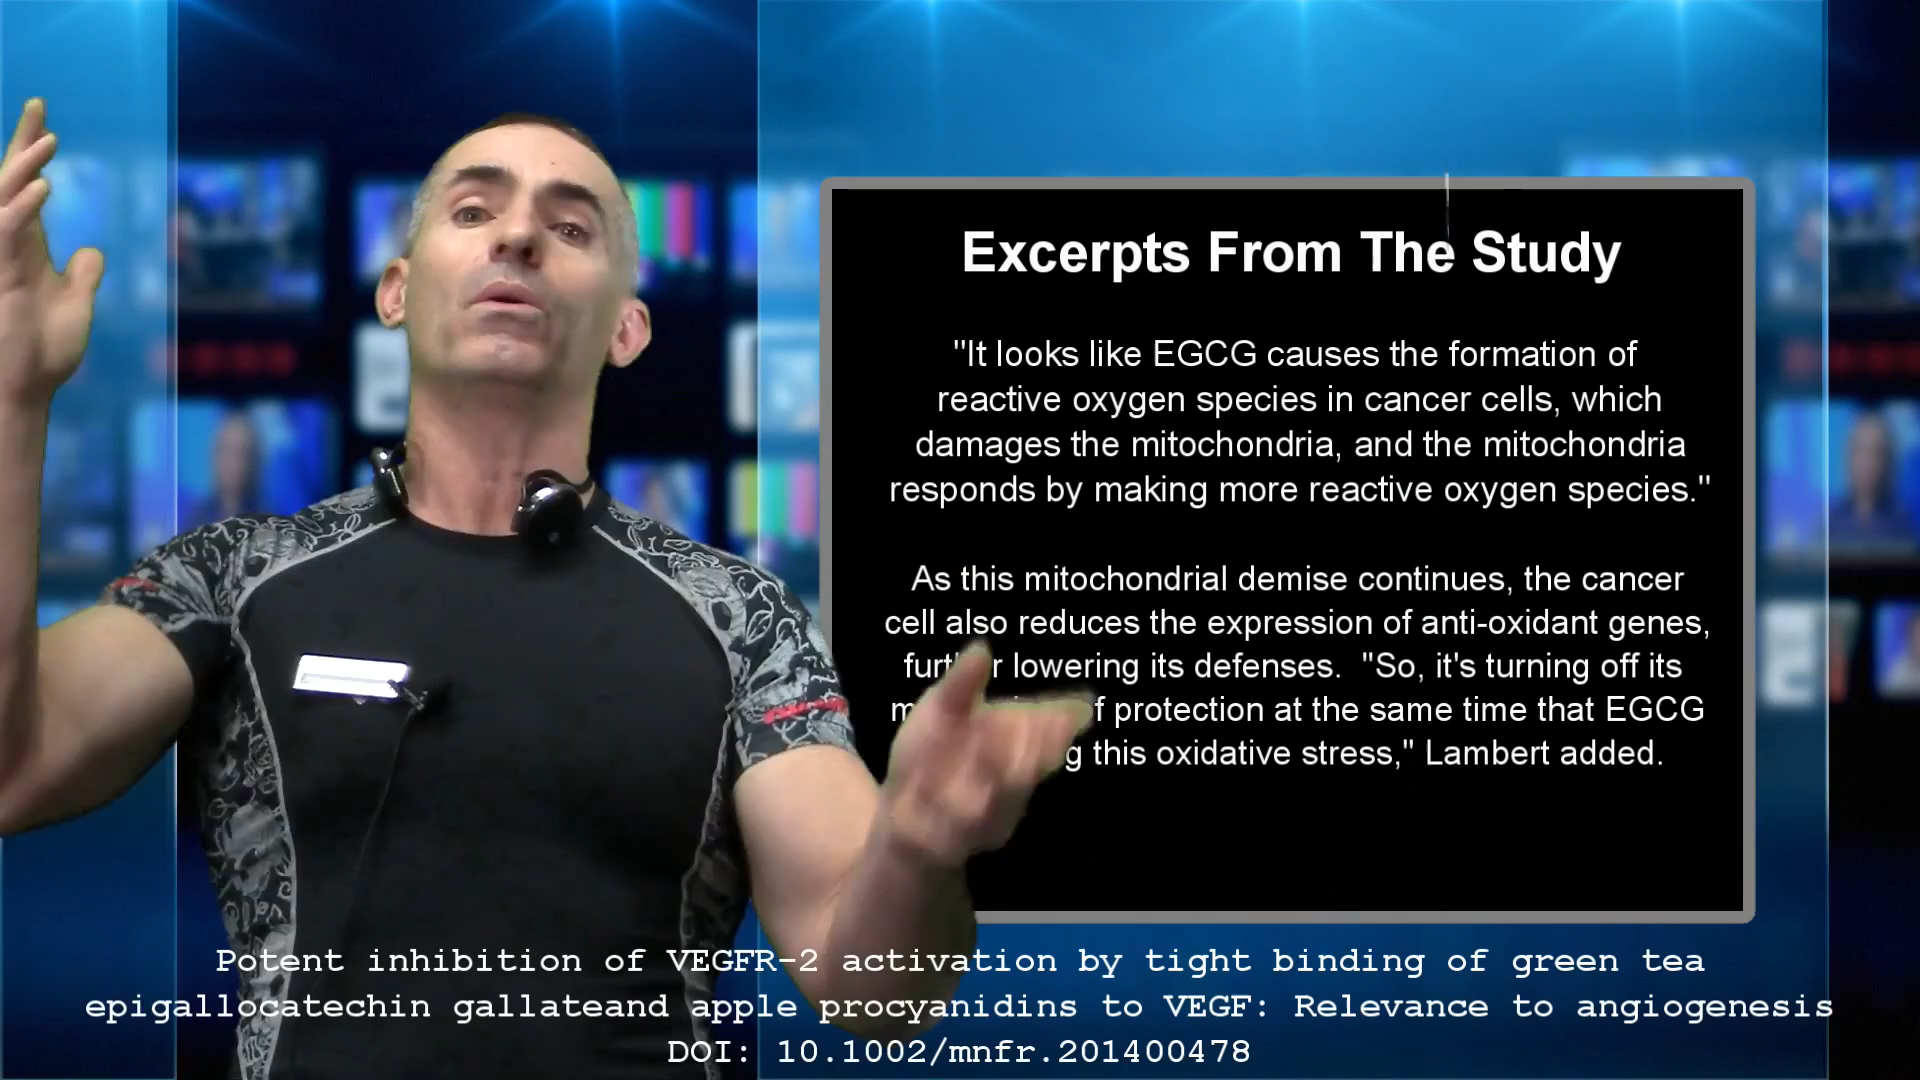 Excerpts From The Study
"It looks like EGCG causes the formation of
reactive oxygen species in cancer cells, which
damages the mitochondria, and the mitochondria
responds by making more reactive oxygen species."
As this mitochondrial demise continues, the cancer
cell also reduces the expression of anti-oxidant genes,
further lowering its defenses. "So, it's turning off its
of protection at the same time that EGCG
this oxidative stress," Lambert added.
Potent inhibition of VEGFR-2 activation by tight binding of green tea
epigallocatechin gallateand apple procyanidins to VEGF: Relevance to angiogenesis
DOI: 10.1002/mnfr.201400478